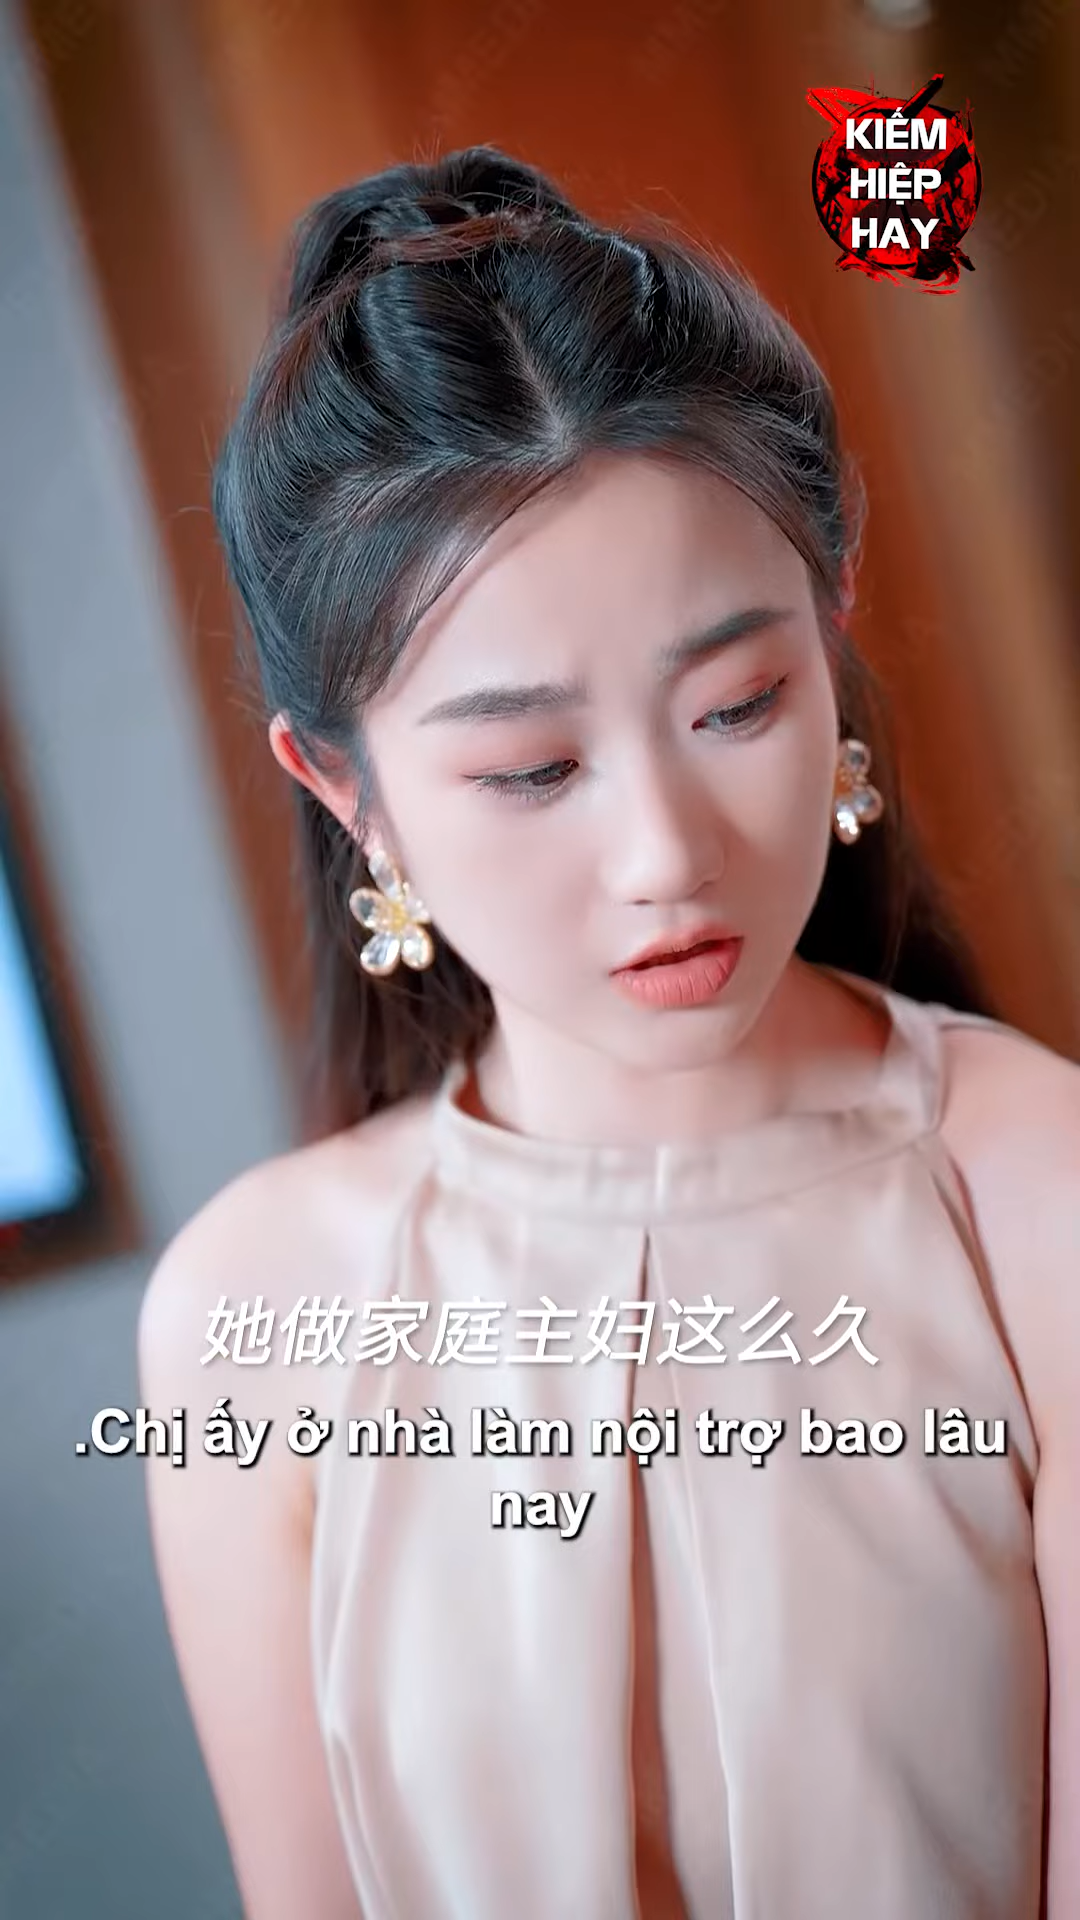 KIẾM
HIỆP
HAY
她做家庭主妇这么久
.Chị ấy ở nhà làm nội trợ bao lâu
nay